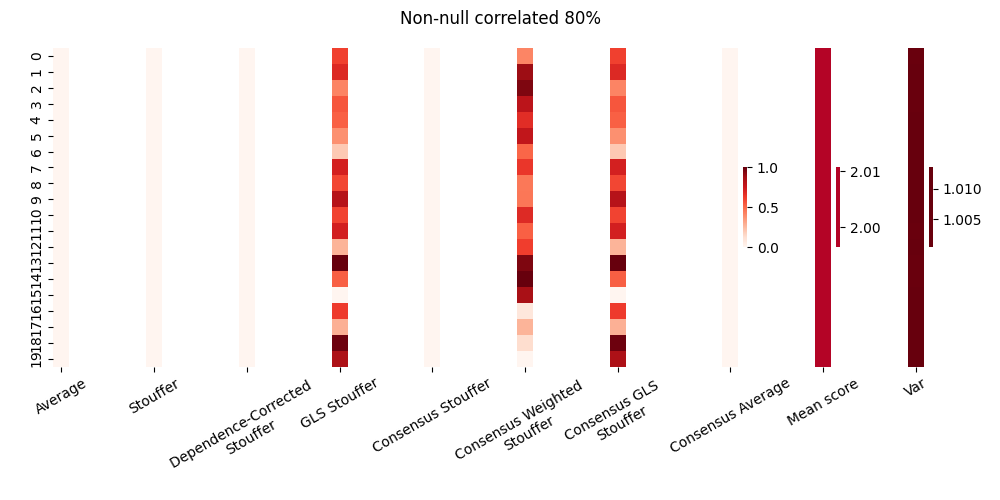 Non-null correlated 80%
0
1
2
3
4
5
6
7
8
9
10
11
12
13
14
15
16
17
18
19
1.0
0.5
0.0
2.01
2.00
1.010
1.005
Average
Stouffer
Dependence-Corrected
Stouffer
GLS Stouffer
Consensus Stouffer
Consensus Weighted
Stouffer
Consensus GLS
Stouffer
Consensus Average
Mean score
Var